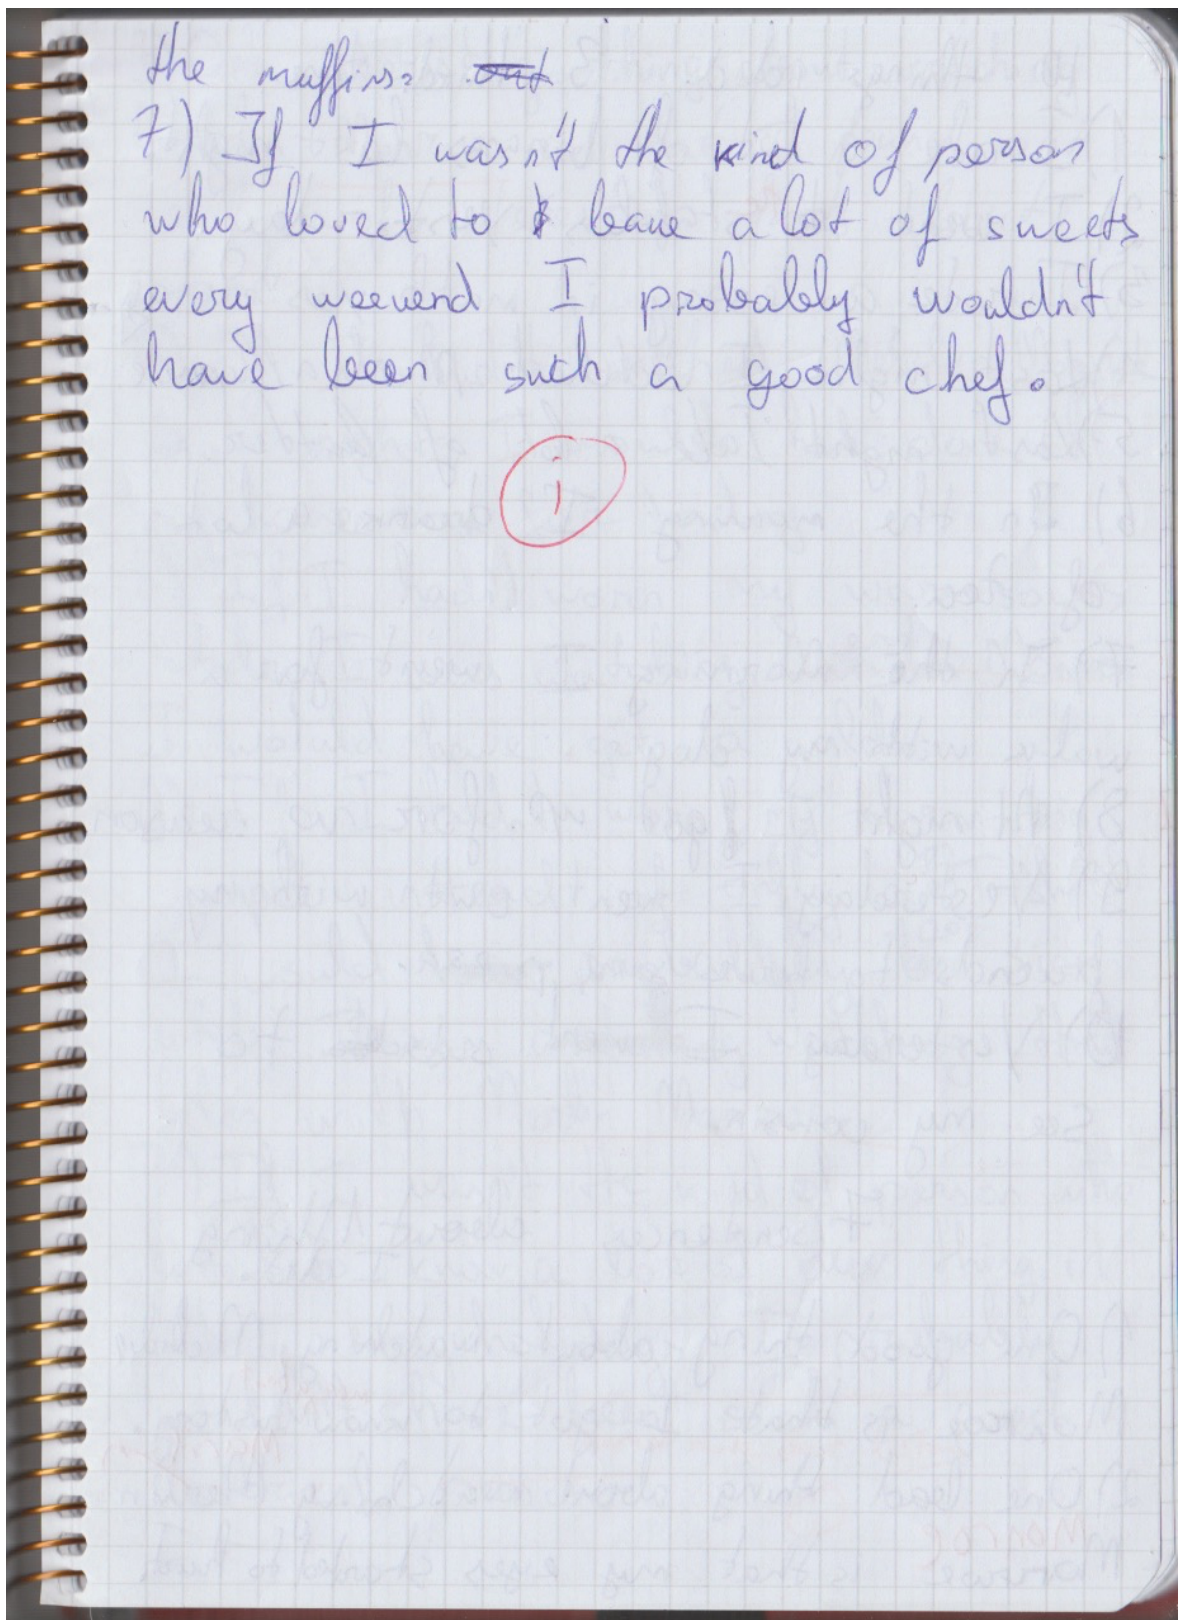 the muffins.
7) If I wasn't the kind of person
who loved to bake a lot of sweets
every weekend I probably wouldn't
have been such a good chef.
i